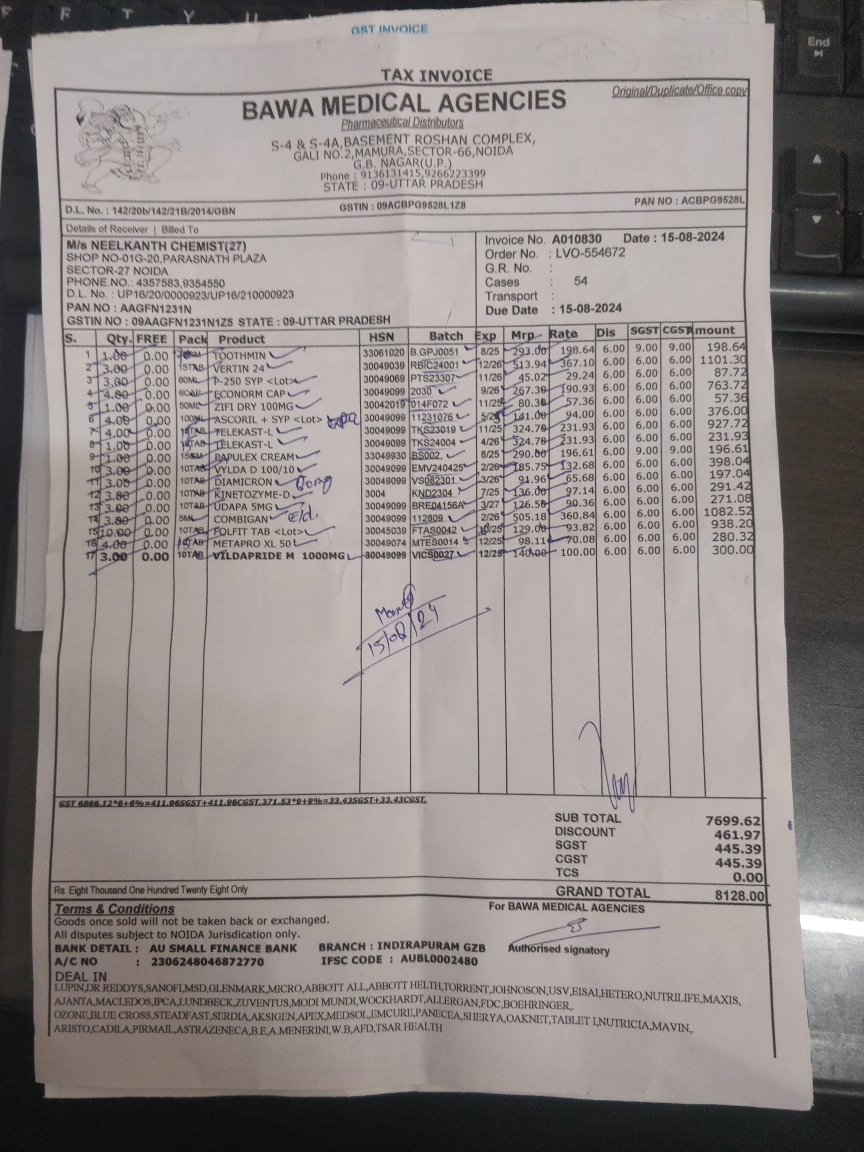 GST INVOICE
TAX INVOICE
Original/Duplicate/Office copy
BAWA MEDICAL AGENCIES
Pharmaceutical Distributors
S-4 & S-4A,BASEMENT ROSHAN COMPLEX,
GALI NO.2,MAMURA,SECTOR-66,NOIDA
G.B. NAGAR(U.P.)
Phone : 9136131415,9266223399
STATE : 09-UTTAR PRADESH
D.L. No. : 142/20b/142/21B/2014/GBN GSTIN : 09ACBPG9528L1Z8 PAN NO : ACBPG9528L
Details of Receiver | Billed To
M/s NEELKANTH CHEMIST(27)
SHOP NO-01G-20,PARASNATH PLAZA
SECTOR-27 NOIDA
PHONE.NO.: 4357583,9354550
D.L. No. : UP16/20/0000923/UP16/210000923
PAN NO : AAGFN1231N
GSTIN NO : 09AAGFN1231N1Z5 STATE : 09-UTTAR PRADESH
Invoice No. A010830 Date : 15-08-2024
Order No. : LVO-554672
G.R. No. :
Cases : 54
Transport :
Due Date : 15-08-2024
S. Qty. FREE Pack Product HSN Batch Exp Mrp Rate Dis SGST CGST Amount
1 1.00 0.00 TOOTHMIN 33061020 B.GPJ0051 8/25 293.00 198.64 6.00 9.00 9.00 198.64
2 3.00 0.00 15TAB VERTIN 24 30049039 RBIC24001 12/26 513.94 367.10 6.00 6.00 6.00 1101.30
3 3.00 0.00 60ML P-250 SYP <Lot> 30049069 PTS23307 11/26 45.02 29.24 6.00 6.00 6.00 87.72
4 4.00 0.00 6CAP ECONORM CAP 30049099 2030 9/26 267.30 190.93 6.00 6.00 6.00 763.72
5 1.00 0.00 50ML ZIFI DRY 100MG 30042019 014F072 11/25 80.30 57.36 6.00 6.00 6.00 57.36
6 4.00 0.00 100ML ASCORIL + SYP <Lot> 30049099 11231076 5/25 141.00 94.00 6.00 6.00 6.00 376.00
7 4.00 0.00 TELEKAST-L 30049099 TKS23019 11/25 324.70 231.93 6.00 6.00 6.00 927.72
8 1.00 0.00 TELEKAST-L 30049099 TKS24004 4/26 324.70 231.93 6.00 6.00 6.00 231.93
9 1.00 0.00 15GM PAPULEX CREAM 33049930 BS002, 8/25 290.00 196.61 6.00 9.00 9.00 196.61
10 3.00 0.00 10TAB VYLDA D 100/10 30049099 EMV240425 2/26 185.75 132.68 6.00 6.00 6.00 398.04
11 3.00 0.00 10TAB DIAMICRON 30049099 VS082301 3/26 91.96 65.68 6.00 6.00 6.00 197.04
12 3.00 0.00 10TAB KINETOZYME-D 3004 KND2304 7/25 136.00 97.14 6.00 6.00 6.00 291.42
13 3.00 0.00 10TAB UDAPA 5MG 30049099 BRE04156A 3/27 126.50 90.36 6.00 6.00 6.00 271.08
14 3.00 0.00 5ML COMBIGAN 30049099 112809 2/26 505.18 360.84 6.00 6.00 6.00 1082.52
15 10.00 0.00 10TAB FOLFIT TAB <Lot> 30045039 FTAS0042 10/25 129.00 93.82 6.00 6.00 6.00 938.20
16 4.00 0.00 METAPRO XL 50 30049074 MTES0014 12/25 98.11 70.08 6.00 6.00 6.00 280.32
17 3.00 0.00 10TAB VILDAPRIDE M 1000MG 30049099 VICS0027 12/25 140.00 100.00 6.00 6.00 6.00 300.00
15/08/24
GST 6866.12*6+6%=411.96SGST+411.96CGST,371.53*9+9%=33.43SGST+33.43CGST,
SUB TOTAL 7699.62
DISCOUNT 461.97
SGST 445.39
CGST 445.39
TCS 0.00
Rs. Eight Thousand One Hundred Twenty Eight Only GRAND TOTAL 8128.00
Terms & Conditions
For BAWA MEDICAL AGENCIES
Goods once sold will not be taken back or exchanged.
All disputes subject to NOIDA Jurisdication only.
BANK DETAIL : AU SMALL FINANCE BANK BRANCH : INDIRAPURAM GZB
Authorised signatory
A/C NO : 2306248046872770 IFSC CODE : AUBL0002480
DEAL IN
LUPIN,DR REDDYS,SANOFI,MSD,GLENMARK,MICRO,ABBOTT ALL,ABBOTT HELTH,TORRENT,JOHNOSON,USV,EISAI,HETERO,NUTRILIFE,MAXIS,
AJANTA,MACLEDOS,IPCA,LUNDBECK,ZUVENTUS,MODI MUNDI,WOCKHARDT,ALLERGAN,FDC,BOEHRINGER,.
OZONE,BLUE CROSS,STEADFAST,SERDIA,AKSIGEN,APEX,MEDSOL,EMCURE,PANECEA,SHERYA,OAKNET,TABLET I,NUTRICIA,MAVIN,.
ARISTO,CADILA,PIRMAIL,ASTRAZENECA,B.E,A.MENERINI,W.B,AFD,TSAR HEALTH
End